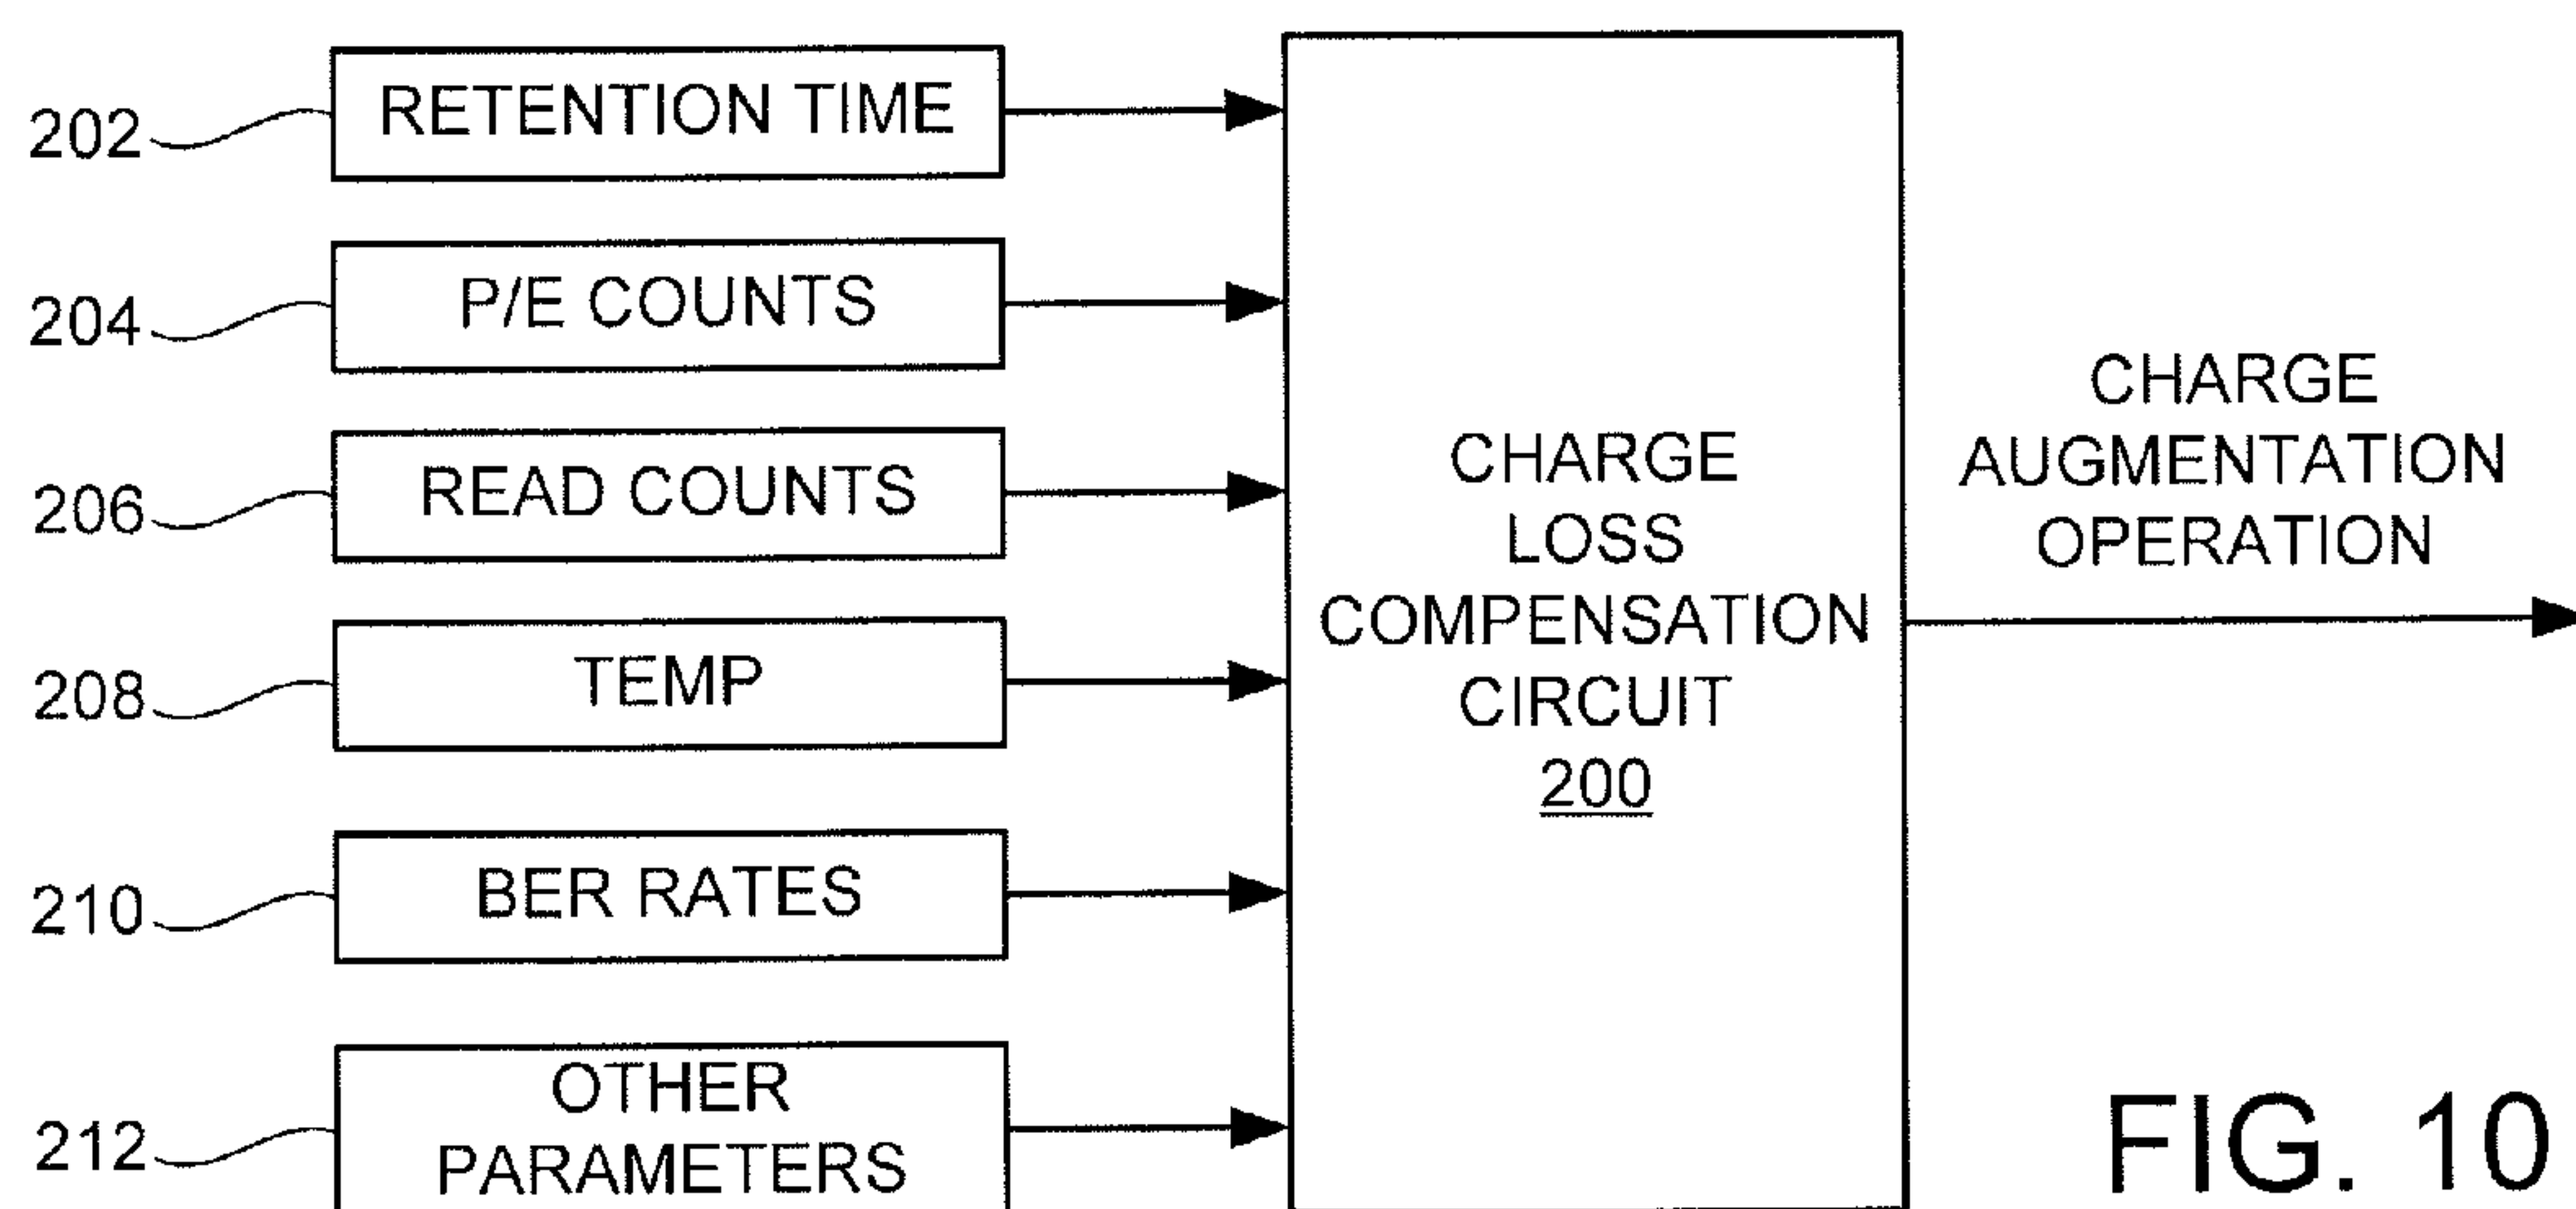 202 RETENTION TIME
204 P/E COUNTS
206 READ COUNTS
208 TEMP
210 BER RATES
212 OTHER
PARAMETERS
CHARGE
LOSS
COMPENSATION
CIRCUIT
200
CHARGE
AUGMENTATION
OPERATION
FIG. 10